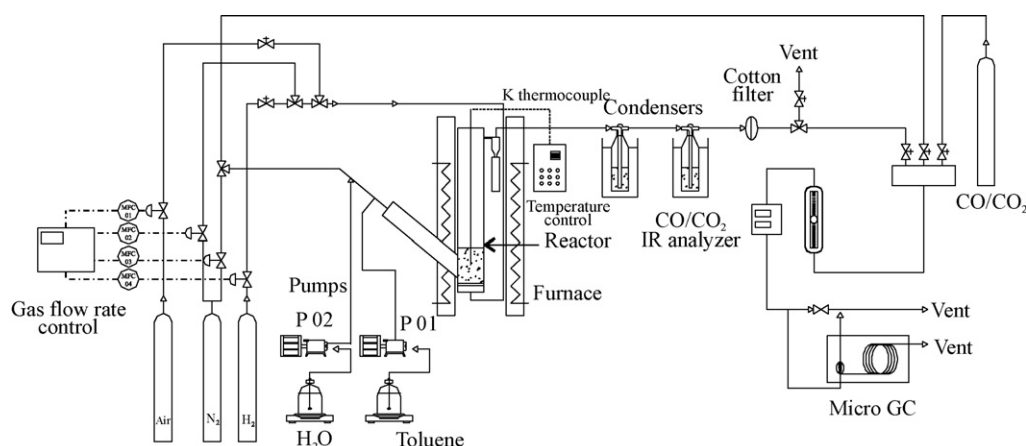 Vent
Cotton
filter
K thermocouple
Condensers
CO/CO₂
Temperature
control
CO/CO₂
IR analyzer
Reactor
Furnace
MFC
01
MFC
02
MFC
03
MFC
04
Gas flow rate
control
Pumps
P 02
P 01
Vent
Vent
Micro GC
Air
N₂
H₂
H₂O
Toluene